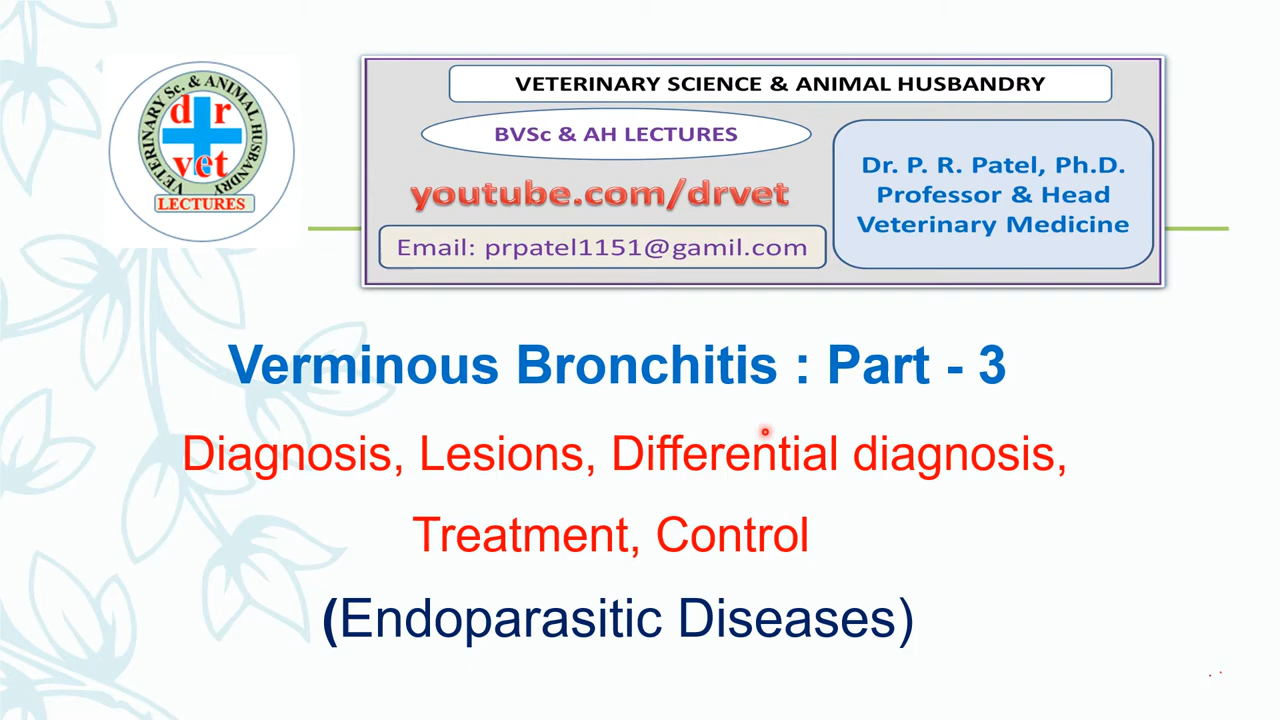 VETERINARY Sc. & ANIMAL HUSBANDRY
dr
vet
LECTURES
VETERINARY SCIENCE & ANIMAL HUSBANDRY
BVSc & AH LECTURES
youtube.com/drvet
Email: prpatel1151@gamil.com
Dr. P. R. Patel, Ph.D.
Professor & Head
Veterinary Medicine
Verminous Bronchitis : Part - 3
Diagnosis, Lesions, Differential diagnosis,
Treatment, Control
(Endoparasitic Diseases)